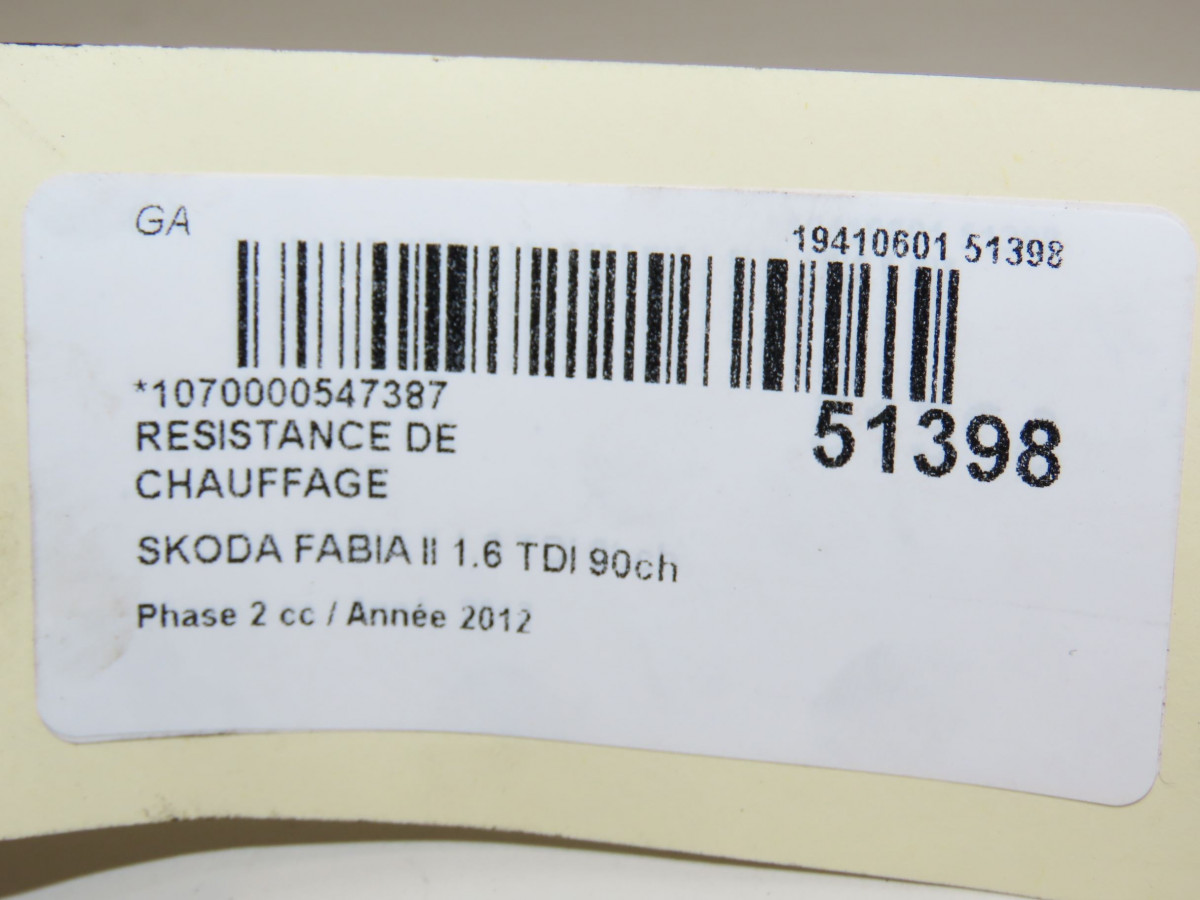 GA
19410601 51398
*1070000547387
51398
RESISTANCE DE
CHAUFFAGE
SKODA FABIA II 1.6 TDI 90ch
Phase 2 cc / Année 2012